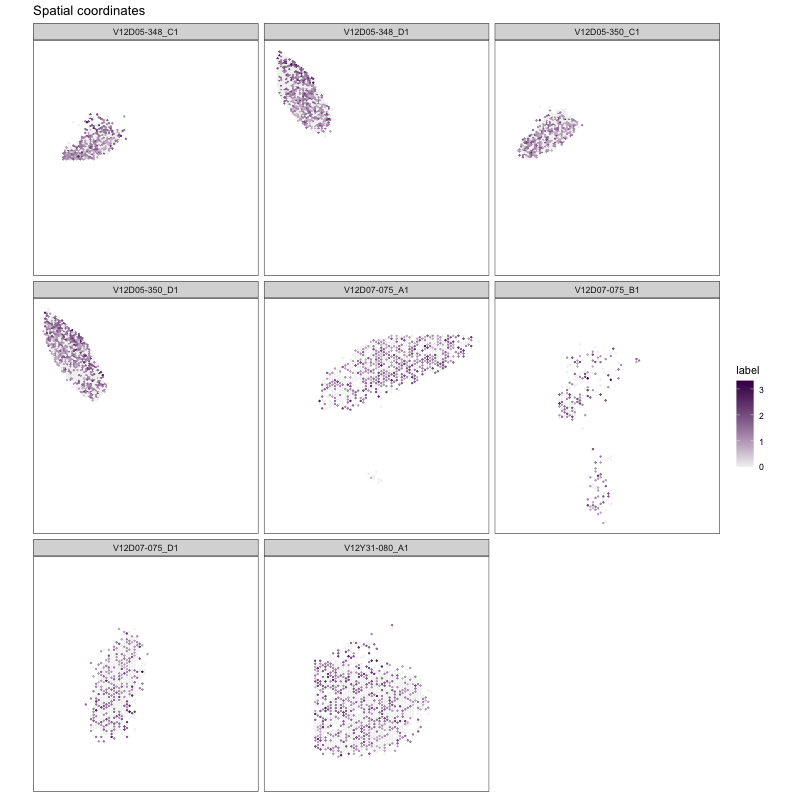 Spatial coordinates
V12D05-348_C1
V12D05-348_D1
V12D05-350_C1
V12D05-350_D1
V12D07-075_A1
V12D07-075_B1
label
3
2
1
0
V12D07-075_D1
V12Y31-080_A1